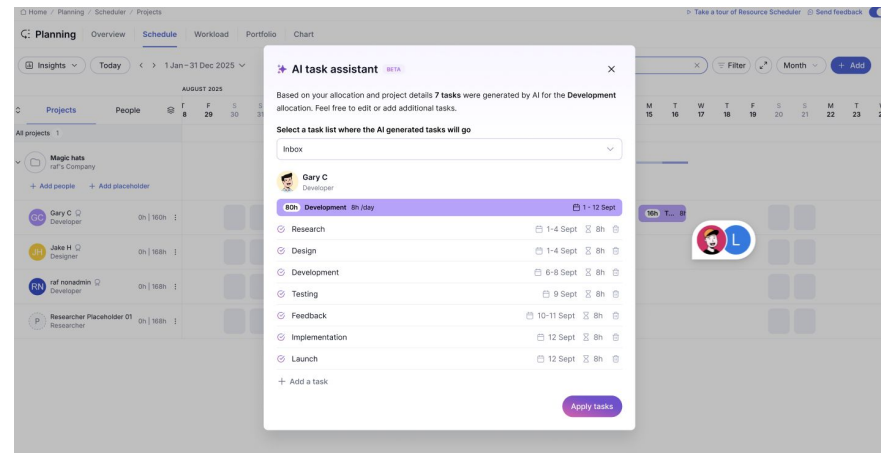 Home / Planning / Scheduler / Projects
Take a tour of Resource Scheduler
Send feedback
Planning
Overview
Schedule
Workload
Portfolio
Chart
Insights
Today
1 Jan - 31 Dec 2025
Filter
Month
+ Add
AUGUST 2025
Projects
People
F S
29 30
M T W T F S S M T
15 16 17 18 19 20 21 22 23
All projects 1
Magic hats
raf's Company
+ Add people
+ Add placeholder
GC
Gary C
Developer
0h | 160h
16h T... 8h
JH
Jake H
Designer
0h | 168h
L
RN
raf nonadmin
Developer
0h | 168h
P
Researcher Placeholder 01
Researcher
0h | 168h
AI task assistant BETA
Based on your allocation and project details 7 tasks were generated by AI for the Development
allocation. Feel free to edit or add additional tasks.
Select a task list where the AI generated tasks will go
Inbox
Gary C
Developer
80h Development 8h /day 1 - 12 Sept
Research 1-4 Sept 8h
Design 1-4 Sept 8h
Development 6-8 Sept 8h
Testing 9 Sept 8h
Feedback 10-11 Sept 8h
Implementation 12 Sept 8h
Launch 12 Sept 8h
+ Add a task
Apply tasks